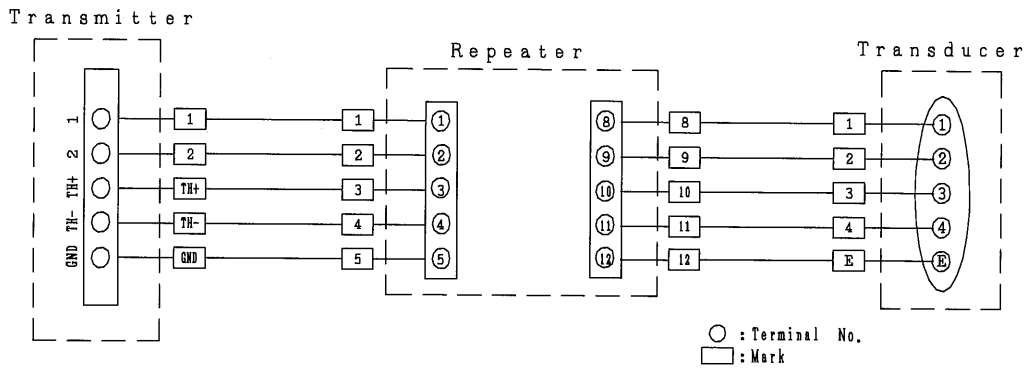 Transmitter
Repeater
Transducer
1 1 1 1 8 8 1 1
2 2 2 2 9 9 2 2
TH+ TH+ 3 3 10 10 3 3
TH- TH- 4 4 11 11 4 4
GND GND 5 5 12 12 E E
: Terminal No.
: Mark